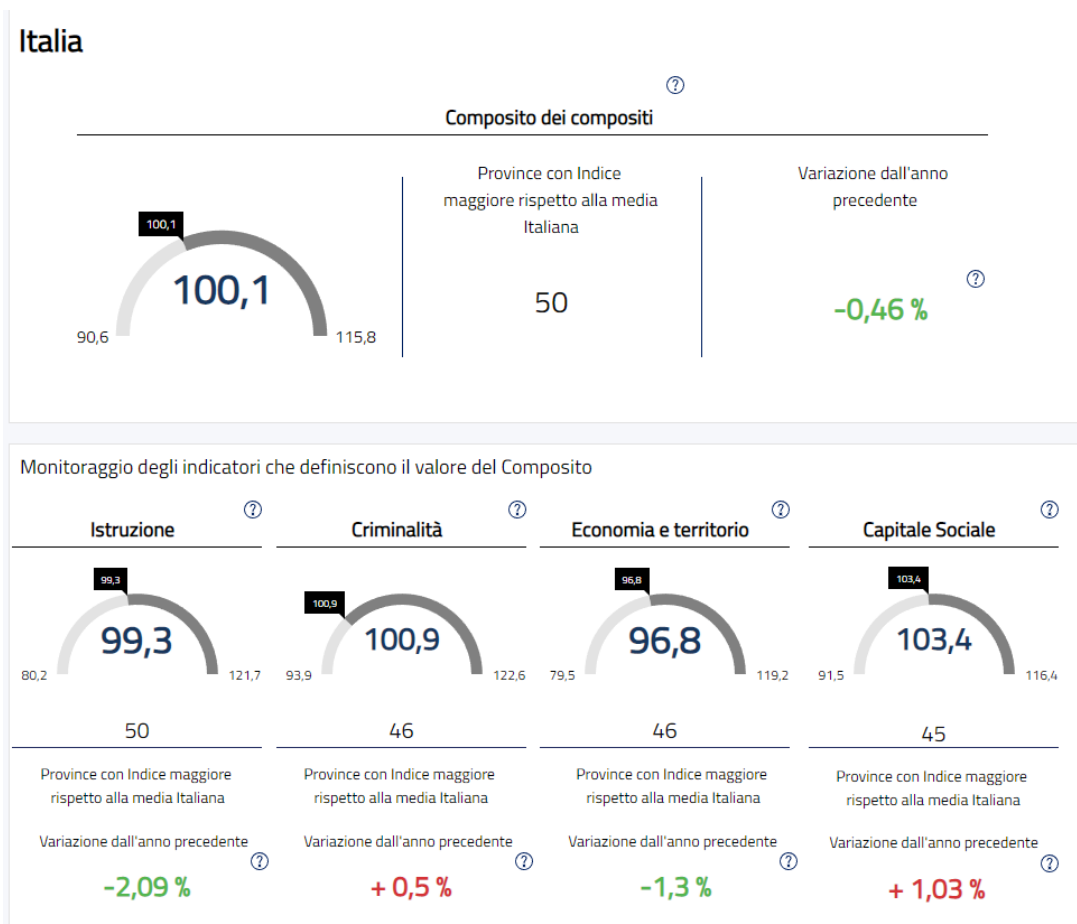 Italia
?
Composito dei compositi
Province con Indice
maggiore rispetto alla media
Italiana
50
Variazione dall'anno
precedente
?
-0,46 %
100,1
100,1
90,6
115,8
Monitoraggio degli indicatori che definiscono il valore del Composito
?
Istruzione
99,3
99,3
80,2
121,7
50
Province con Indice maggiore
rispetto alla media Italiana
Variazione dall'anno precedente
?
-2,09 %
?
Criminalità
100,9
100,9
93,9
122,6
46
Province con Indice maggiore
rispetto alla media Italiana
Variazione dall'anno precedente
?
+ 0,5 %
?
Economia e territorio
96,8
96,8
79,5
119,2
46
Province con Indice maggiore
rispetto alla media Italiana
Variazione dall'anno precedente
?
-1,3 %
?
Capitale Sociale
103,4
103,4
91,5
116,4
45
Province con Indice maggiore
rispetto alla media Italiana
Variazione dall'anno precedente
?
+ 1,03 %